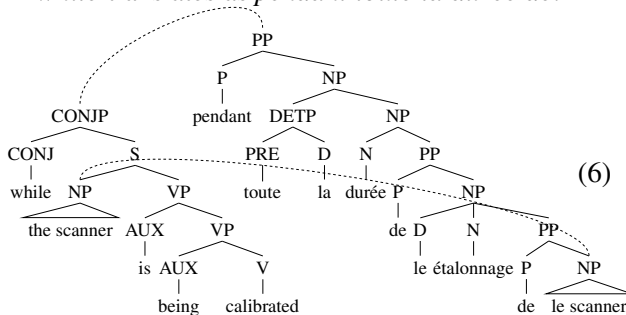 PP
P NP
CONJP pendant DETP NP
CONJ S PRE D N PP
(6)
while NP VP toute la durée P NP
the scanner AUX VP de D N PP
is AUX V le étalonnage P NP
being calibrated de le scanner